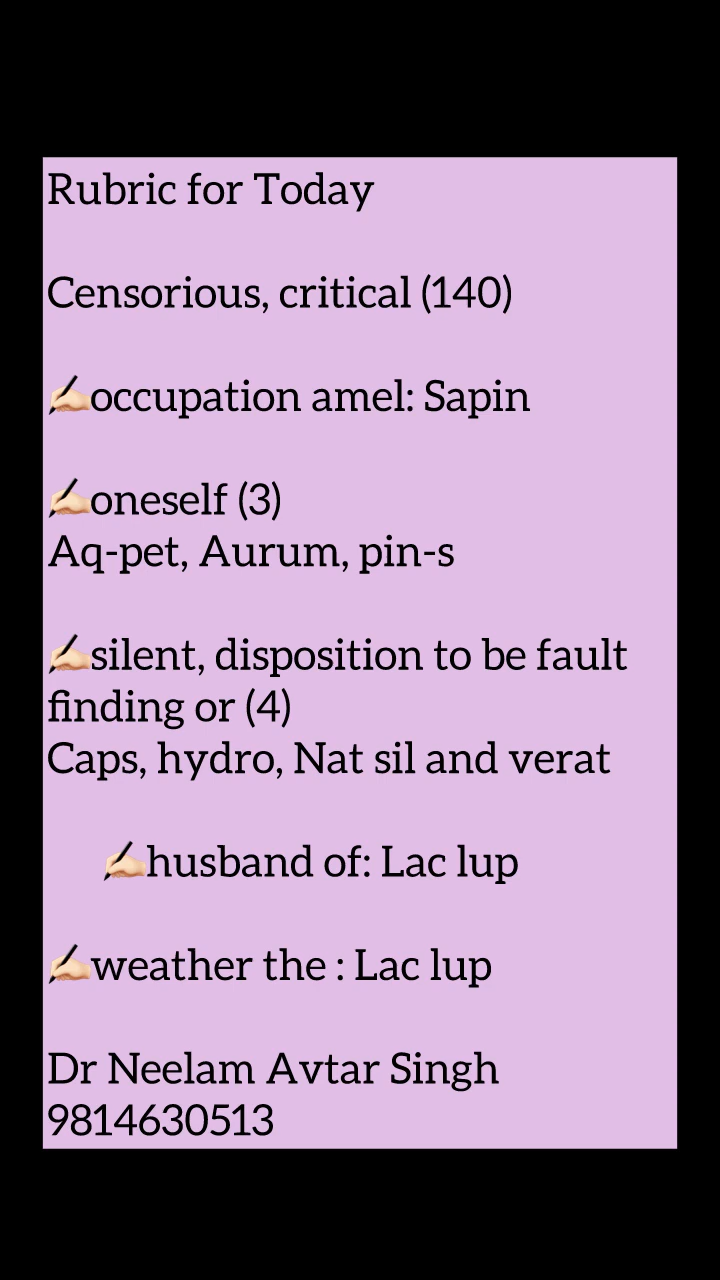 Rubric for Today
Censorious, critical (140)
✍🏻occupation amel: Sapin
✍🏻oneself (3)
Aq-pet, Aurum, pin-s
✍🏻silent, disposition to be fault
finding or (4)
Caps, hydro, Nat sil and verat
✍🏻husband of: Lac lup
✍🏻weather the : Lac lup
Dr Neelam Avtar Singh
9814630513